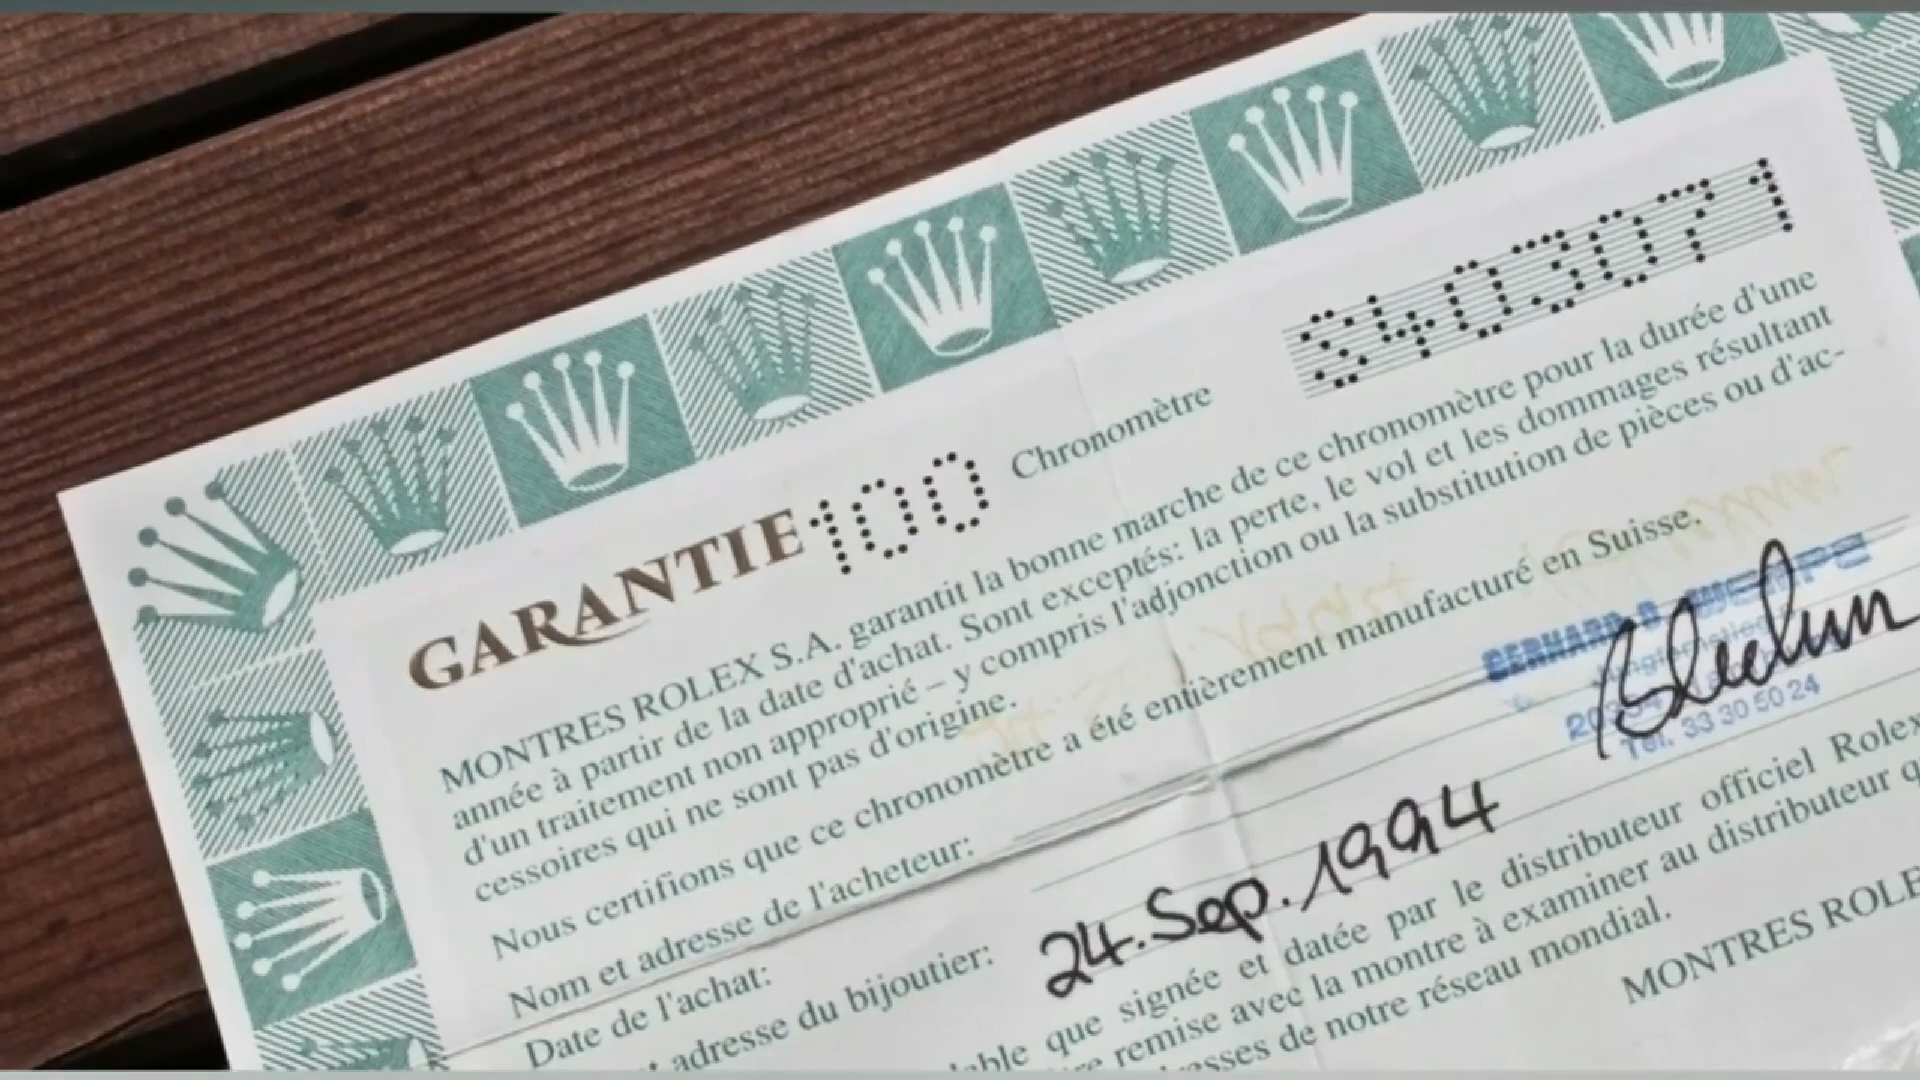 S403071
GARANTIE 100 Chronomètre
MONTRES ROLEX S.A. garantit la bonne marche de ce chronomètre pour la durée d'une
année à partir de la date d'achat. Sont exceptés: la perte, le vol et les dommages résultant
d'un traitement non approprié – y compris l'adjonction ou la substitution de pièces ou d'ac-
cessoires qui ne sont pas d'origine.
Nous certifions que ce chronomètre a été entièrement manufacturé en Suisse.
GERHARD D. WEMPE
Tel. 33 30 50 24
Nom et adresse de l'acheteur:
Date de l'achat: 24. Sep. 1994
adresse du bijoutier:
que signée et datée par le distributeur officiel Rolex
remise avec la montre à examiner au distributeur
de notre réseau mondial.
MONTRES ROLE